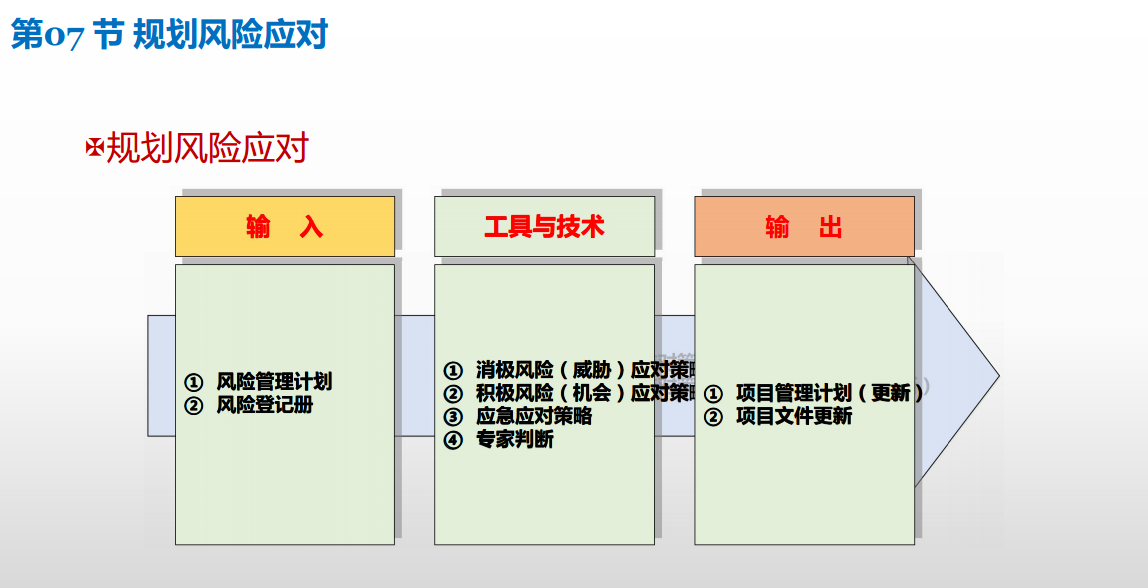 第07 节 规划风险应对
✠规划风险应对
输 入
① 风险管理计划
② 风险登记册
工具与技术
① 消极风险（威胁）应对策略
② 积极风险（机会）应对策略
③ 应急应对策略
④ 专家判断
输 出
① 项目管理计划（更新）
② 项目文件更新